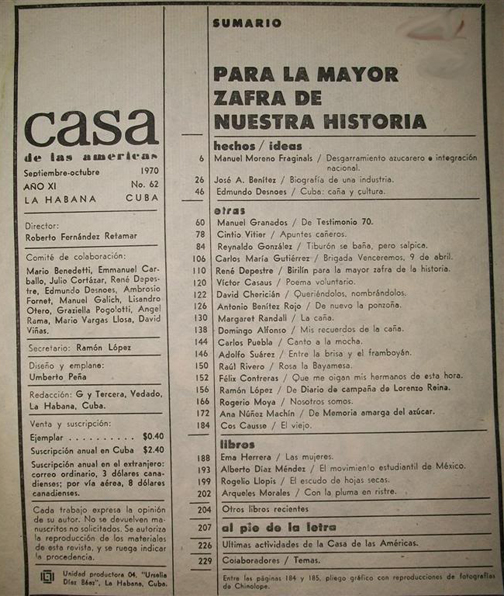 SUMARIO
PARA LA MAYOR
ZAFRA DE
NUESTRA HISTORIA
casa
de las americas
Septiembre-octubre 1970
AÑO XI No. 62
LA HABANA CUBA
Director:
Roberto Fernández Retamar
Comité de colaboración:
Mario Benedetti, Emmanuel Car-
ballo, Julio Cortázar, René Depes-
tre, Edmundo Desnoes, Ambrosio
Fornet, Manuel Galich, Lisandro
Otero, Graziella Pogolotti, Angel
Rama, Mario Vargas Llosa, David
Viñas.
Secretario: Ramón López
Diseño y emplane:
Umberto Peña
Redacción: G y Tercera, Vedado,
La Habana, Cuba.
Venta y suscripción:
Ejemplar . . . . . . . . . . $0.40
Suscripción anual en Cuba $2.40
Suscripción anual en el extranjero:
correo ordinario, 3 dólares cana-
dienses; por vía aérea, 8 dólares
canadienses.
Cada trabajo expresa la opinión
de su autor. No se devuelven ma-
nuscritos no solicitados. Se autoriza
la reproducción de los materiales
de esta revista, y se ruega indicar
la procedencia.
Unidad productora 04, "Urselia
Díaz Báez", La Habana, Cuba.
hechos / ideas
6 Manuel Moreno Fraginals / Desgarramiento azucarero e integración
nacional.
26 José A. Benítez / Biografía de una industria.
46 Edmundo Desnoes / Cuba: caña y cultura.
otras
60 Manuel Granados / De Testimonio 70.
78 Cintio Vitier / Apuntes cañeros.
84 Reynaldo González / Tiburón se baña, pero salpica.
106 Carlos María Gutiérrez / Brigada Venceremos, 9 de abril.
110 René Depestre / Birilín para la mayor zafra de la historia.
120 Víctor Casaus / Poema voluntario.
122 David Chericián / Queriéndolos, nombrándolos.
126 Antonio Benítez Rojo / De nuevo la ponzoña.
130 Margaret Randall / La caña.
138 Domingo Alfonso / Mis recuerdos de la caña.
144 Carlos Puebla / Canto a la mocha.
146 Adolfo Suárez / Entre la brisa y el framboyán.
150 Raúl Rivero / Rosa la Bayamesa.
152 Félix Contreras / Que me oigan mis hermanos de esta hora.
156 Ramón López / De Diario de campaña de Lorenzo Reina.
166 Rogerio Moya / Nosotros somos.
172 Ana Núñez Machín / De Memoria amarga del azúcar.
184 Cos Causse / El viejo.
libros
188 Ema Herrera / Las mujeres.
193 Alberto Díaz Méndez / El movimiento estudiantil de México.
199 Rogelio Llopis / El escudo de hojas secas.
202 Arqueles Morales / Con la pluma en ristre.
204 Otros libros recientes
207 al pie de la letra
226 Ultimas actividades de la Casa de las Américas.
229 Colaboradores / Temas.
Entre las páginas 184 y 185, pliego gráfico con reproducciones de fotografías
de Chinolope.